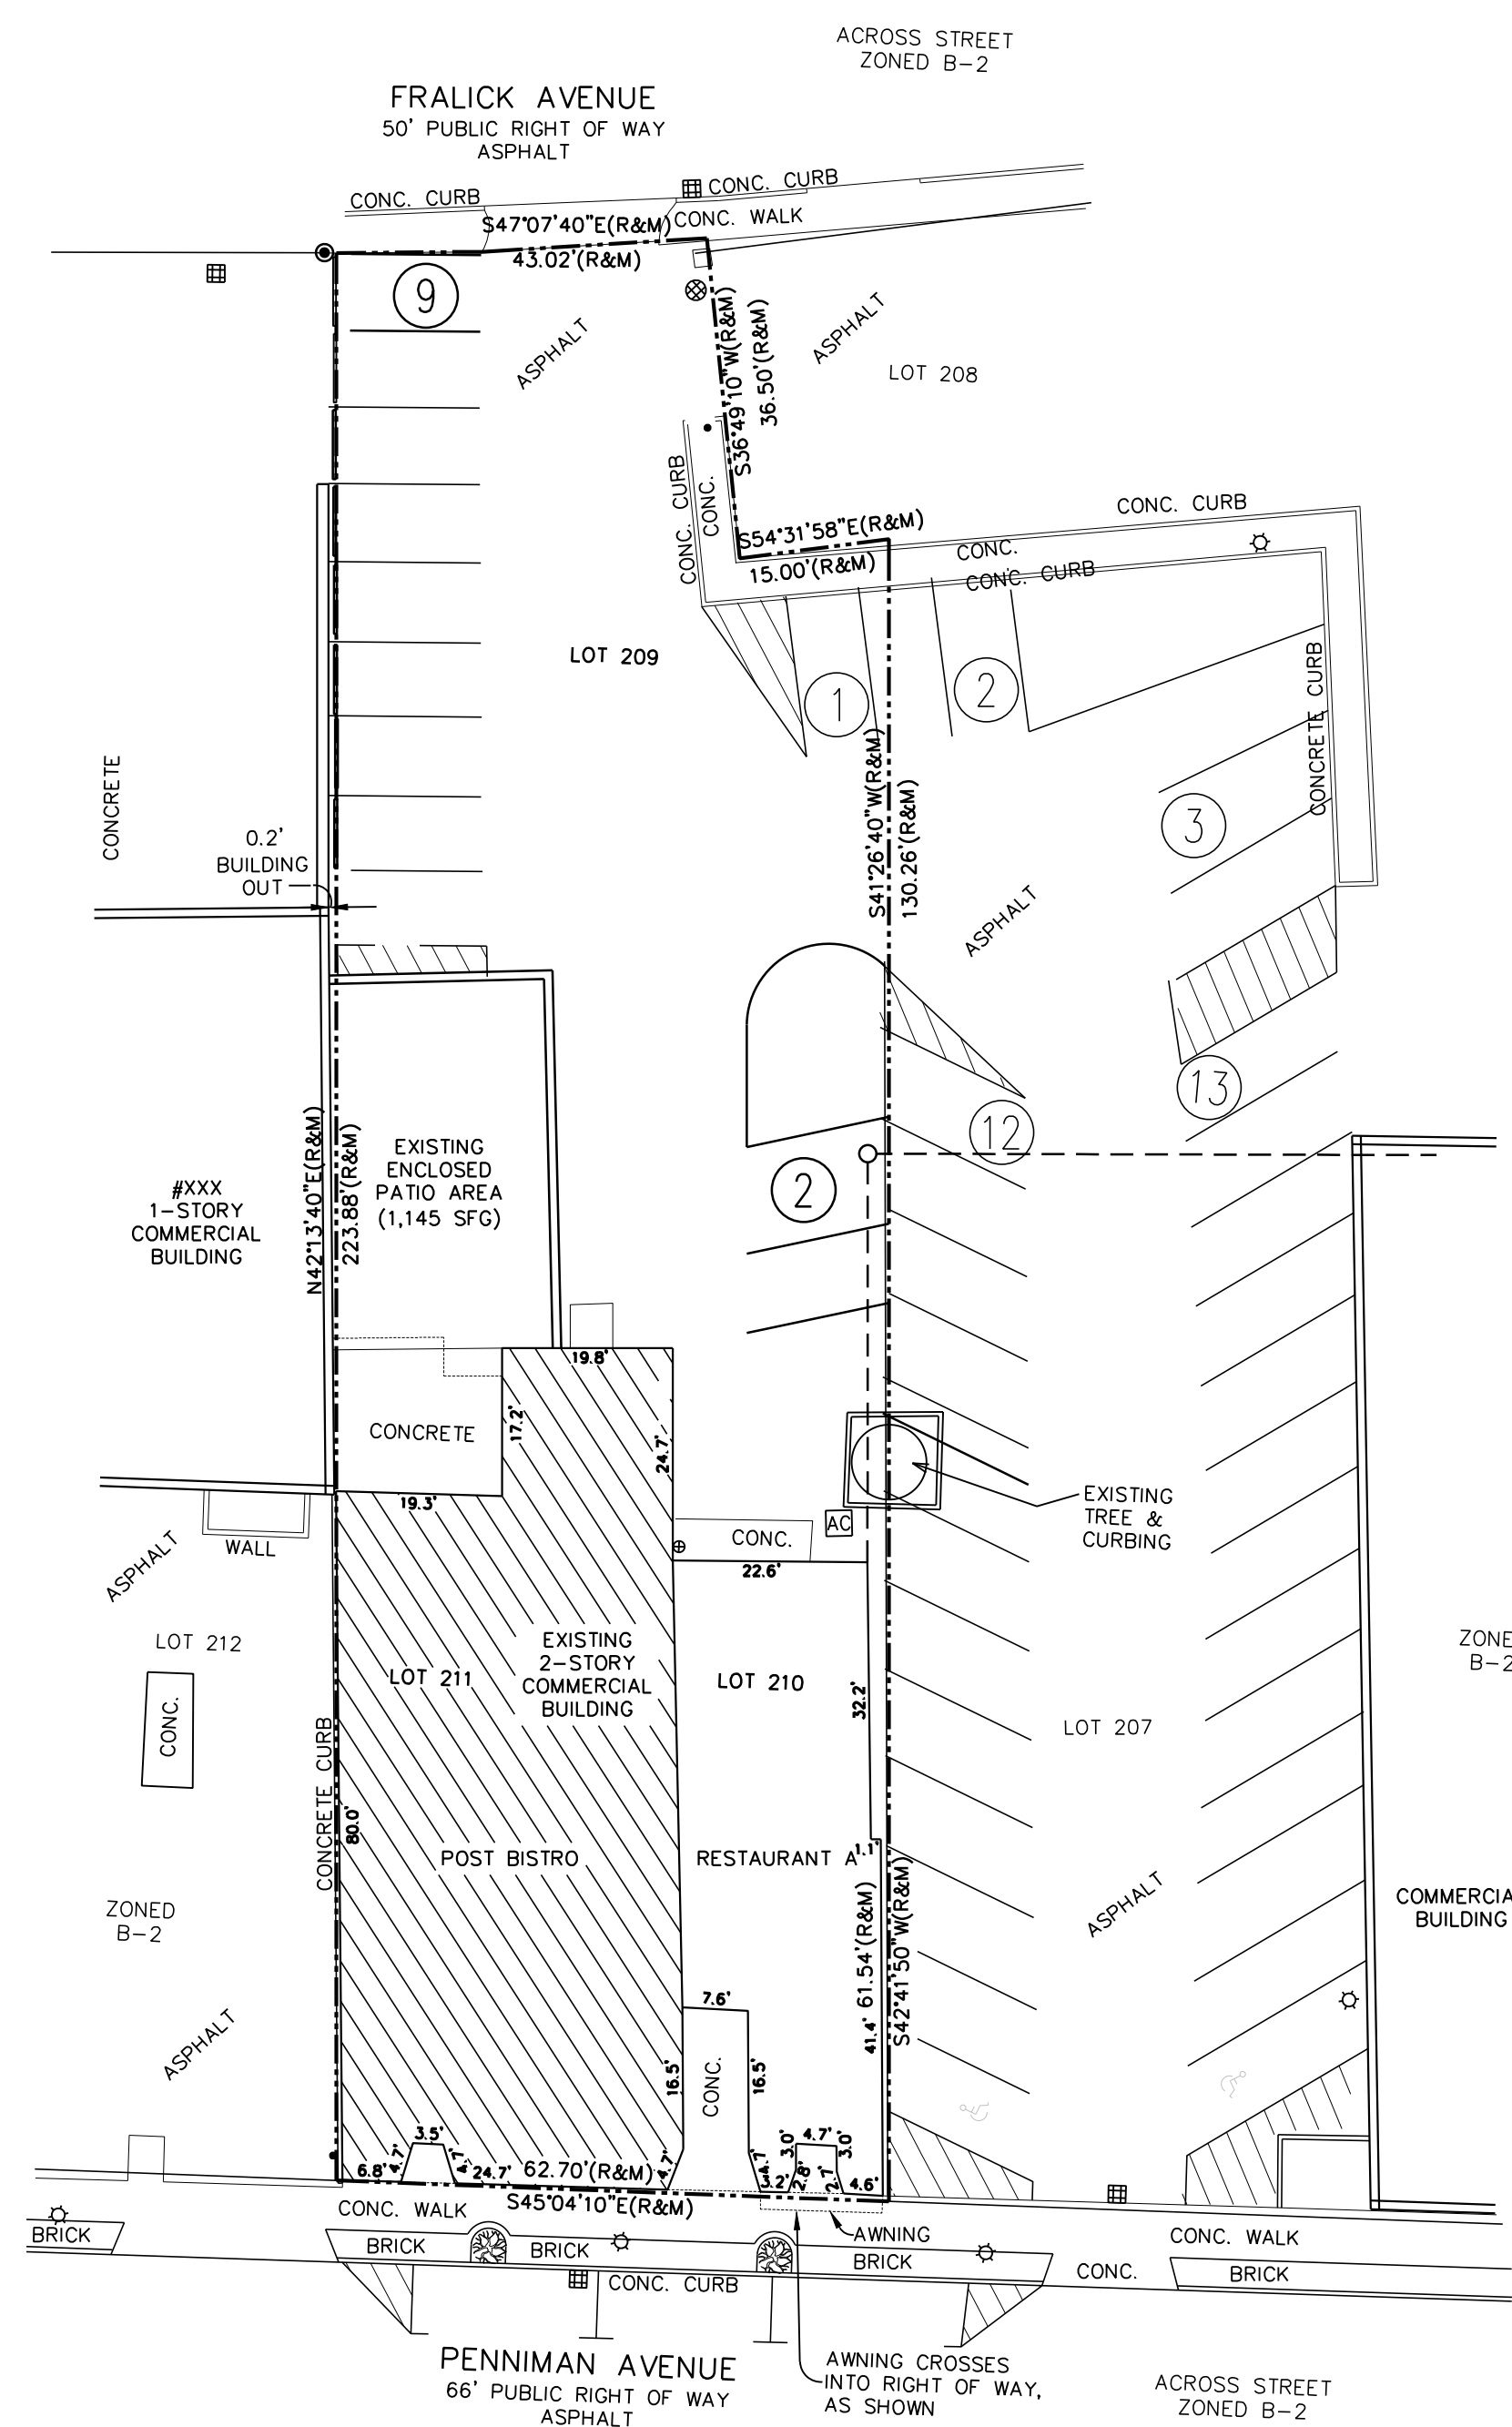 ACROSS STREET
ZONED B-2
FRALICK AVENUE
50' PUBLIC RIGHT OF WAY
ASPHALT
CONC. CURB
CONC. CURB
S47°07'40"E(R&M)
CONC. WALK
43.02'(R&M)
9
ASPHALT
ASPHALT
S36°49'10"W(R&M)
36.50'(R&M)
LOT 208
CONC. CURB
CONC.
S54°31'58"E(R&M)
15.00'(R&M)
CONC. CURB
CONC.
CONC. CURB
LOT 209
1
2
CONCRETE CURB
3
CONCRETE
0.2'
BUILDING
OUT
S41°26'40"W(R&M)
130.26'(R&M)
ASPHALT
13
12
2
N42°13'40"E(R&M)
223.88'(R&M)
EXISTING
ENCLOSED
PATIO AREA
(1,145 SFG)
#XXX
1-STORY
COMMERCIAL
BUILDING
19.8'
17.2'
24.7'
CONCRETE
19.3'
EXISTING
TREE &
CURBING
AC
CONC.
22.6'
WALL
ASPHALT
LOT 212
CONC.
EXISTING
2-STORY
COMMERCIAL
BUILDING
LOT 211
LOT 210
32.2'
LOT 207
B-2
CONCRETE CURB
80.0'
POST BISTRO
RESTAURANT A
1.1'
ZONED
B-2
ASPHALT
41.4'
61.54'(R&M)
S42°41'50"W(R&M)
ASPHALT
BUILDING
7.6'
16.5'
CONC.
16.5'
3.5'
6.8'
4.7'
4.7'
24.7'
62.70'(R&M)
4.7'
4.7'
3.2'
3.0'
4.7'
3.0'
2.8'
2.7'
4.6'
S45°04'10"E(R&M)
CONC. WALK
AWNING
CONC. WALK
BRICK
BRICK
BRICK
BRICK
CONC.
BRICK
CONC. CURB
PENNIMAN AVENUE
66' PUBLIC RIGHT OF WAY
ASPHALT
AWNING CROSSES
INTO RIGHT OF WAY,
AS SHOWN
ACROSS STREET
ZONED B-2